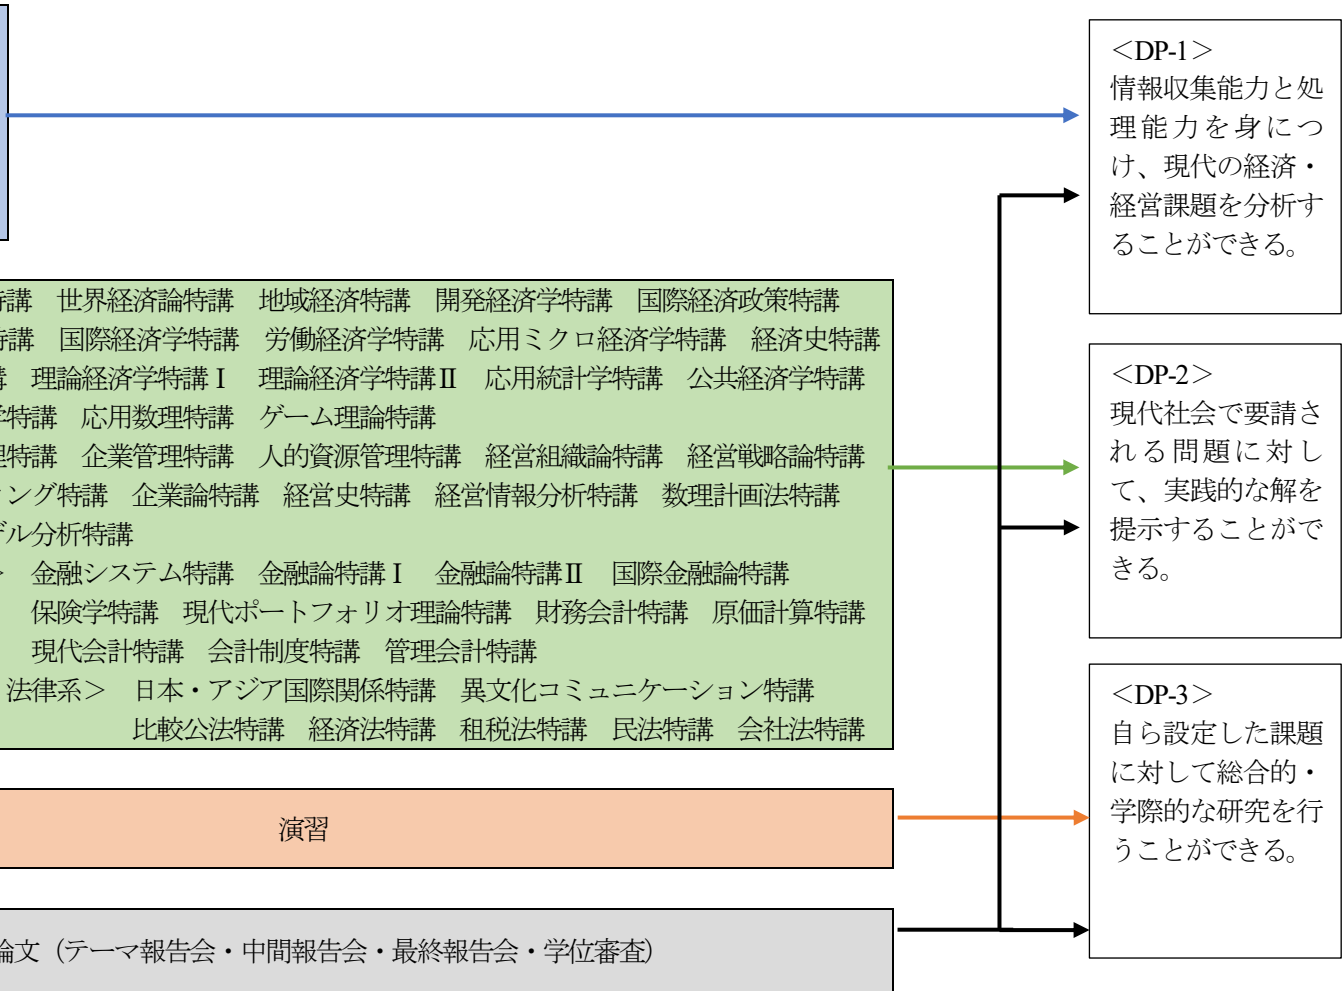 特講　世界経済論特講　地域経済特講　開発経済学特講　国際経済政策特講
特講　国際経済学特講　労働経済学特講　応用ミクロ経済学特講　経済史特講
講　理論経済学特講Ⅰ　理論経済学特講Ⅱ　応用統計学特講　公共経済学特講
学特講　応用数理特講　ゲーム理論特講
理特講　企業管理特講　人的資源管理特講　経営組織論特講　経営戦略論特講
ィング特講　企業論特講　経営史特講　経営情報分析特講　数理計画法特講
デル分析特講
＞　金融システム特講　金融論特講Ⅰ　金融論特講Ⅱ　国際金融論特講
保険学特講　現代ポートフォリオ理論特講　財務会計特講　原価計算特講
現代会計特講　会計制度特講　管理会計特講
法律系＞　日本・アジア国際関係特講　異文化コミュニケーション特講
比較公法特講　経済法特講　租税法特講　民法特講　会社法特講
演習
論文（テーマ報告会・中間報告会・最終報告会・学位審査）
＜DP-1＞
情報収集能力と処
理能力を身につ
け、現代の経済・
経営課題を分析す
ることができる。
＜DP-2＞
現代社会で要請さ
れる問題に対し
て、実践的な解を
提示することがで
きる。
＜DP-3＞
自ら設定した課題
に対して総合的・
学際的な研究を行
うことができる。